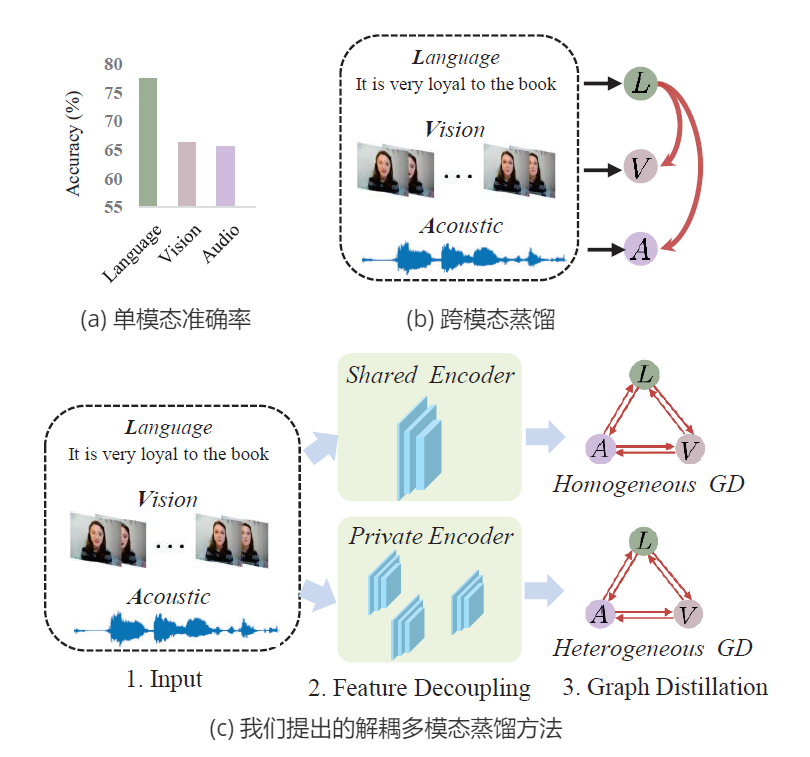 80
75
70
65
60
55
Accuracy (%)
Language
Vision
Audio
(a) 单模态准确率
Language
It is very loyal to the book
Vision
...
Acoustic
L
V
A
(b) 跨模态蒸馏
Language
It is very loyal to the book
Vision
...
Acoustic
1. Input
Shared Encoder
Private Encoder
2. Feature Decoupling
L
A
V
Homogeneous GD
L
A
V
Heterogeneous GD
3. Graph Distillation
(c) 我们提出的解耦多模态蒸馏方法